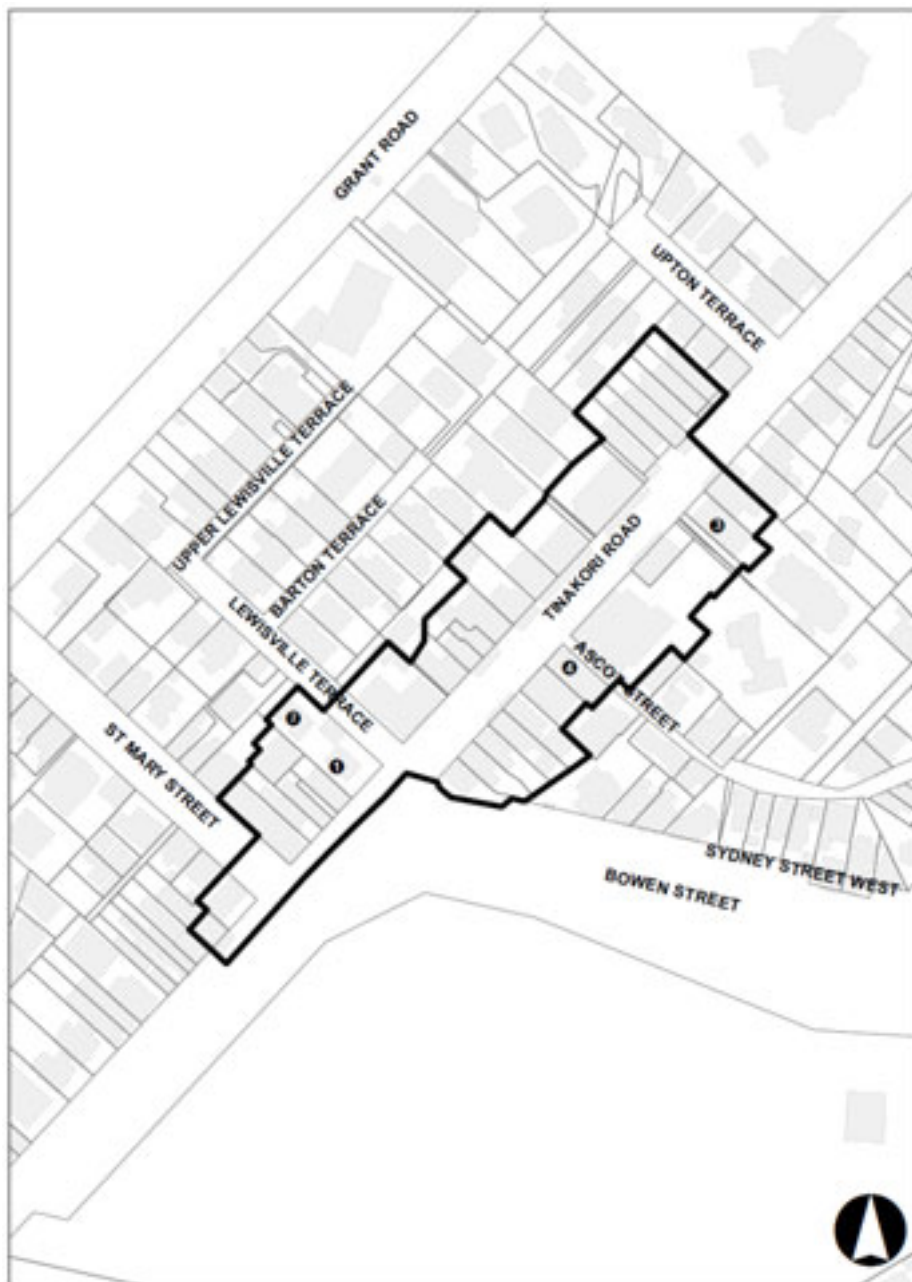 GRANT ROAD
UPTON TERRACE
UPPER LEWISVILLE TERRACE
BARTON TERRACE
TINAKORI ROAD
LEWISVILLE TERRACE
ASCOT STREET
ST MARY STREET
SYDNEY STREET WEST
BOWEN STREET